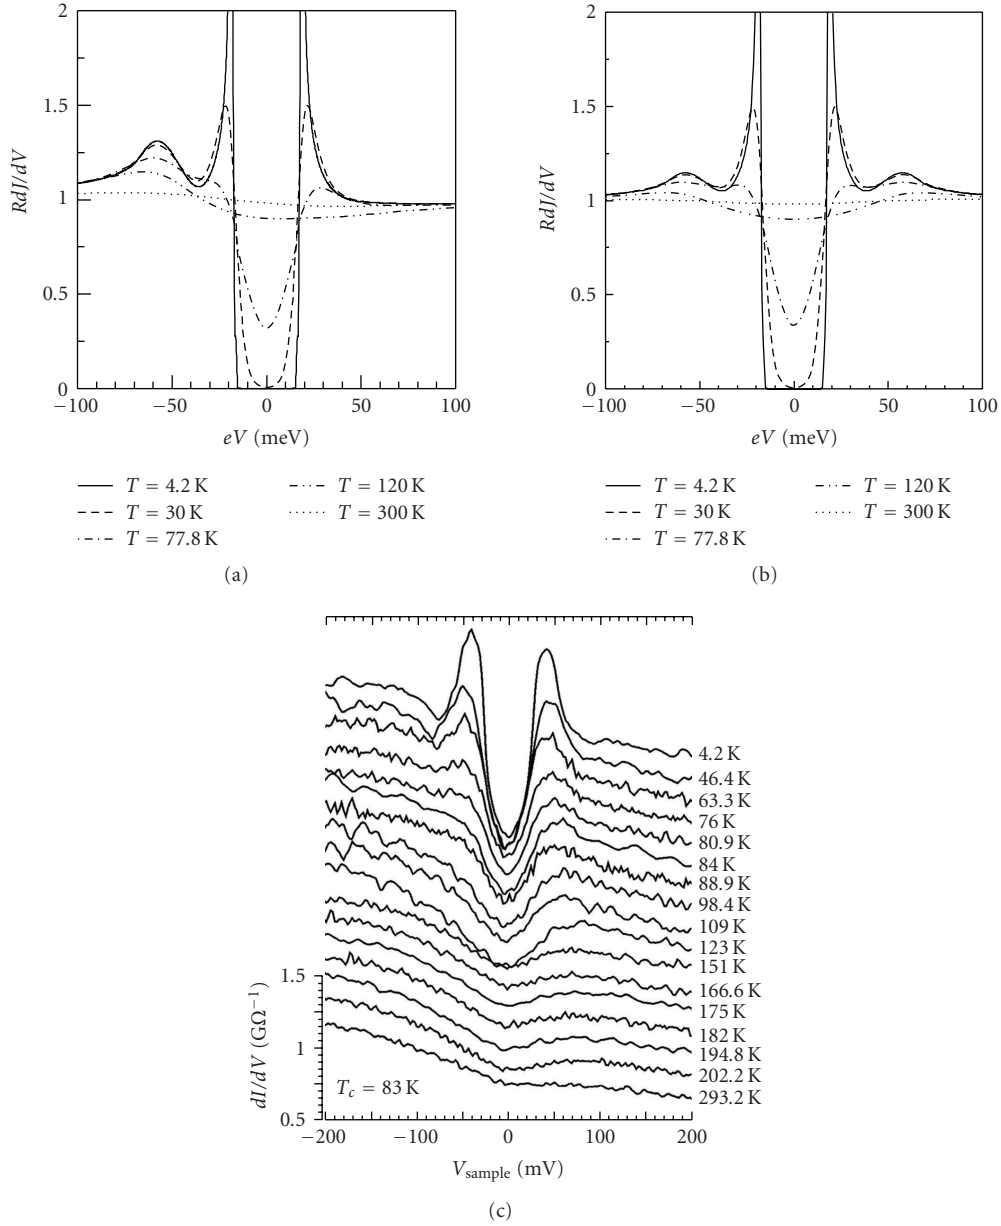 2
1.5
1
0.5
0
RdJ/dV
−100
−50
0
50
100
eV (meV)
T = 4.2 K
T = 120 K
T = 30 K
T = 300 K
T = 77.8 K
(a)
2
1.5
1
0.5
0
RdJ/dV
−100
−50
0
50
100
eV (meV)
T = 4.2 K
T = 120 K
T = 30 K
T = 300 K
T = 77.8 K
(b)
4.2 K
46.4 K
63.3 K
76 K
80.9 K
84 K
88.9 K
98.4 K
109 K
123 K
151 K
166.6 K
175 K
182 K
194.8 K
202.2 K
293.2 K
1.5
1
0.5
dI/dV (GΩ⁻¹)
T_c = 83 K
−200
−100
0
100
200
V_sample (mV)
(c)